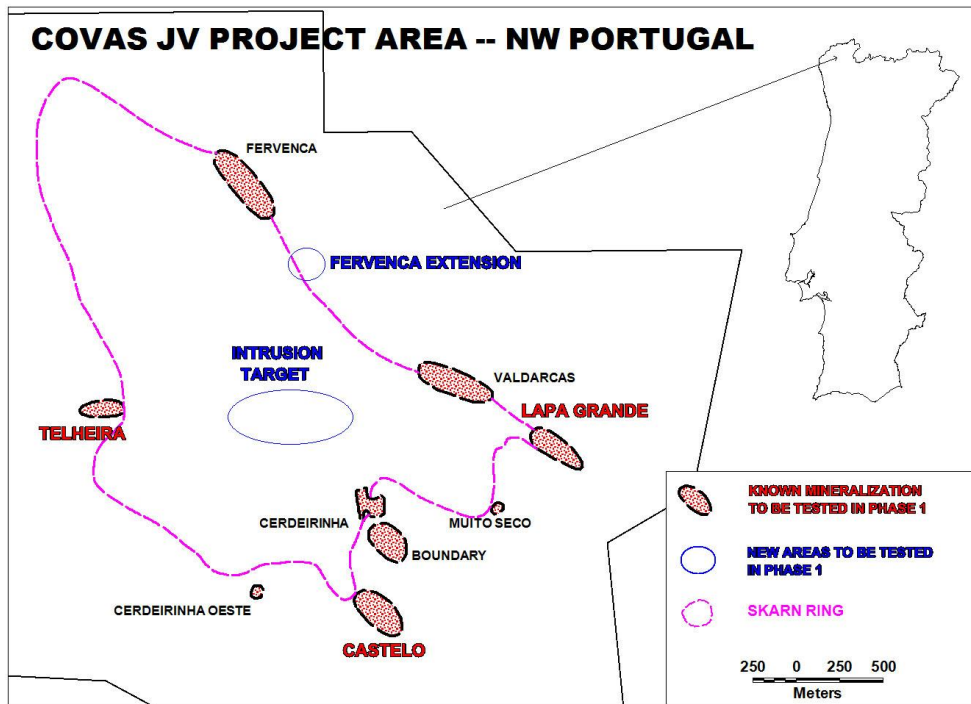 COVAS JV PROJECT AREA -- NW PORTUGAL
FERVENCA
FERVENCA EXTENSION
INTRUSION
TARGET
VALDARCAS
LAPA GRANDE
TELHEIRA
CERDEIRINHA
MUITO SECO
BOUNDARY
CERDEIRINHA OESTE
CASTELO
KNOWN MINERALIZATION
TO BE TESTED IN PHASE 1
NEW AREAS TO BE TESTED
IN PHASE 1
SKARN RING
250 0 250 500
Meters